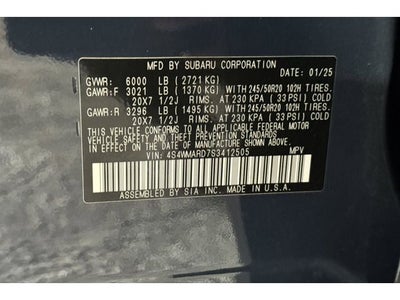 MFD BY SUBARU CORPORATION DATE: 01/25
GVWR: 6000 LB (2721 KG)
GAWR:F 3021 LB (1370 KG) WITH 245/50R20 102H TIRES.
20X7 1/2J RIMS. AT 230 KPA (33 PSI) COLD
GAWR:R 3296 LB (1495 KG) WITH 245/50R20 102H TIRES.
20X7 1/2J RIMS. AT 230 KPA (33 PSI) COLD
THIS VEHICLE CONFORMS TO ALL APPLICABLE FEDERAL MOTOR
VEHICLE SAFETY AND THEFT PREVENTION STANDARDS IN EFFECT
ON THE DATE OF MANUFACTURE SHOWN ABOVE.
VIN: 4S4WMARD7S3412505 MPV
ASSEMBLED BY SIA INC. MADE IN U.S.A.